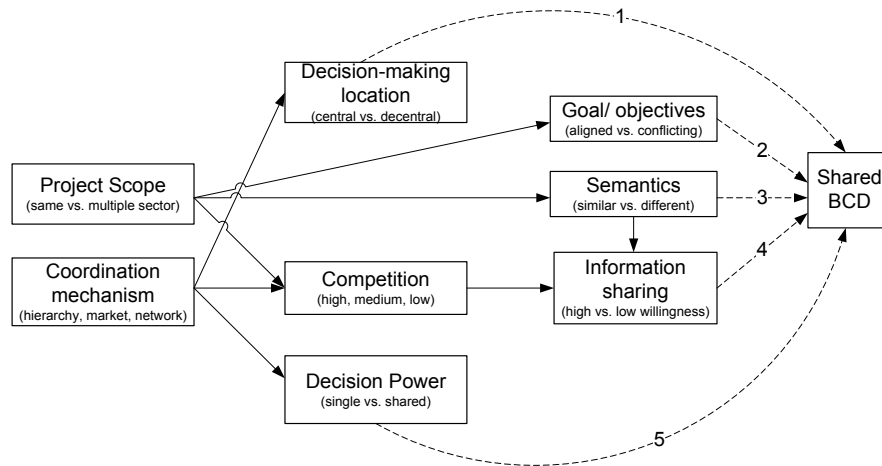 1
Decision-making
location
(central vs. decentral)
Goal/ objectives
(aligned vs. conflicting)
2
Project Scope
(same vs. multiple sector)
Semantics
(similar vs. different)
3
Shared
BCD
4
Coordination
mechanism
(hierarchy, market, network)
Competition
(high, medium, low)
Information
sharing
(high vs. low willingness)
Decision Power
(single vs. shared)
5